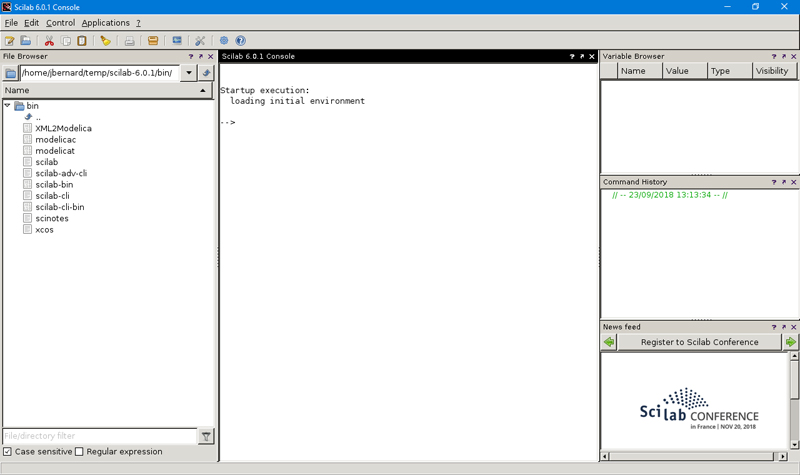 Scilab 6.0.1 Console
File Edit Control Applications ?
File Browser
/home/jbernard/temp/scilab-6.0.1/bin/
Name
bin
..
XML2Modelica
modelicac
modelicat
scilab
scilab-adv-cli
scilab-bin
scilab-cli
scilab-cli-bin
scinotes
xcos
File/directory filter
Case sensitive Regular expression
Scilab 6.0.1 Console
Startup execution:
loading initial environment
-->
Variable Browser
Name Value Type Visibility
Command History
// -- 23/09/2018 13:13:34 -- //
News feed
Register to Scilab Conference
Scilab CONFERENCE
in France | NOV 20, 2018